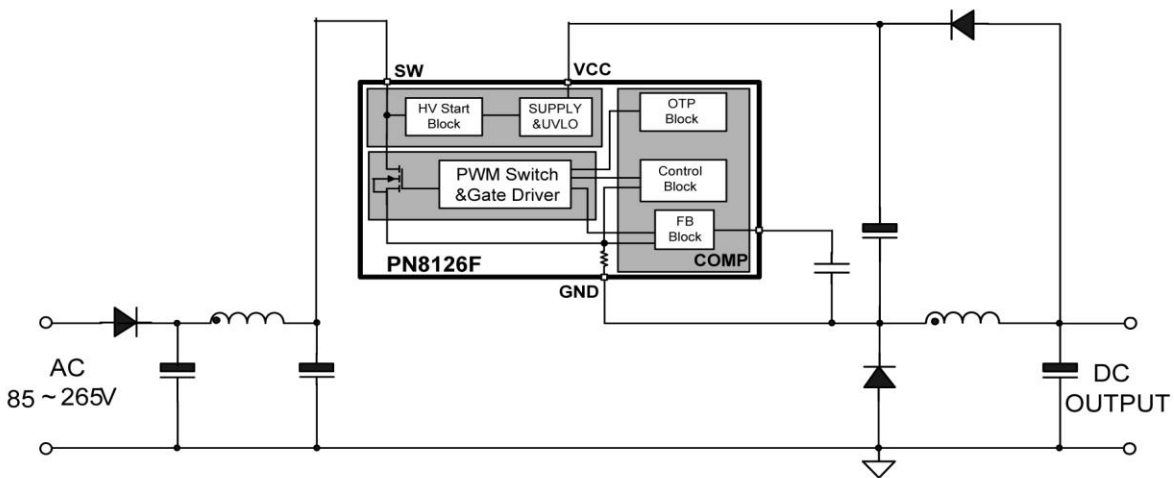 SW
VCC
HV Start
Block
SUPPLY
&UVLO
OTP
Block
PWM Switch
&Gate Driver
Control
Block
FB
Block
PN8126F
COMP
GND
AC
85 ~ 265V
DC
OUTPUT